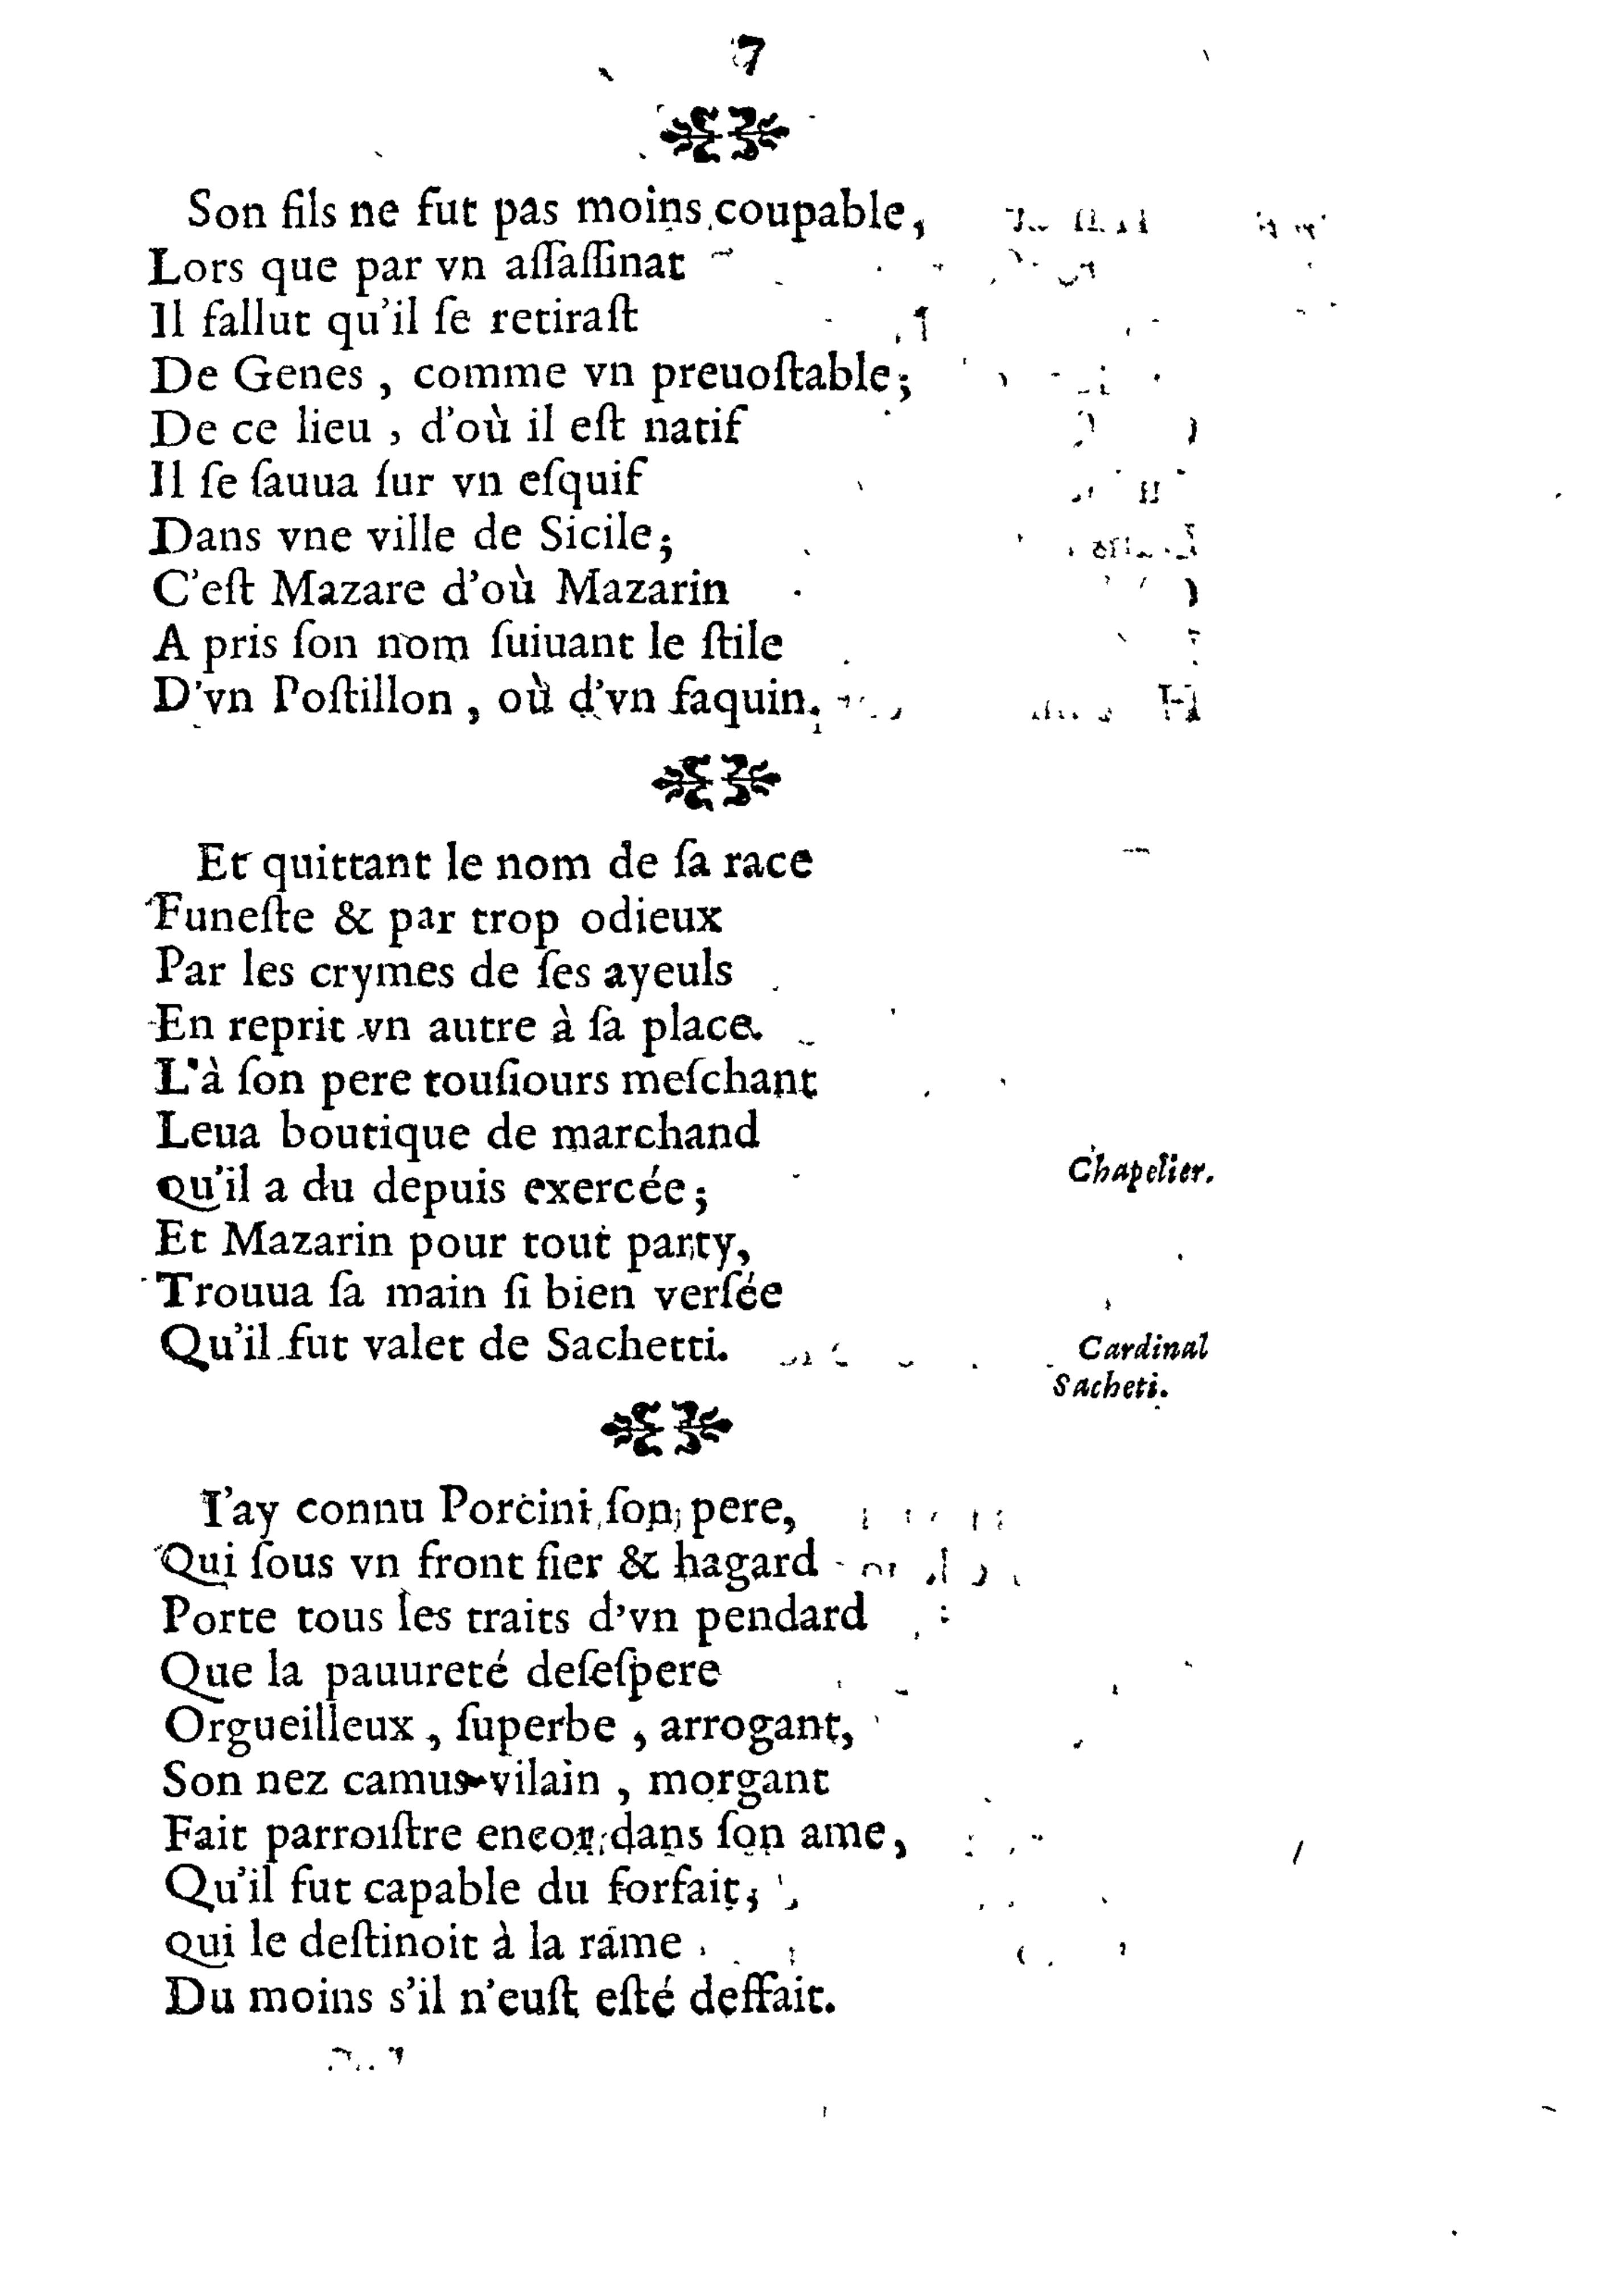 7
Son fils ne fut pas moins coupable,
Lors que par vn aſſaſſinat
Il fallut qu'il ſe retiraſt
De Genes, comme vn preuoſtable;
De ce lieu, d'où il eſt natif
Il ſe ſauua ſur vn eſquif
Dans vne ville de Sicile;
C'eſt Mazare d'où Mazarin
A pris ſon nom ſuiuant le ſtile
D'vn Poſtillon, où d'vn faquin.
Et quittant le nom de ſa race
Funeſte & par trop odieux
Par les crymes de ſes ayeuls
En reprit vn autre à ſa place.
L'à ſon pere touſiours meſchant
Leua boutique de marchand
qu'il a du depuis exercée;
Chapelier.
Et Mazarin pour tout party,
Trouua ſa main ſi bien verſée
Qu'il fut valet de Sachetti.
Cardinal
Sacheti.
I'ay connu Porcini ſon pere,
Qui ſous vn front fier & hagard
Porte tous les traits d'vn pendard
Que la pauureté deſeſpere
Orgueilleux, ſuperbe, arrogant,
Son nez camus vilain, morgant
Fait parroiſtre encor dans ſon ame,
Qu'il fut capable du forfait;
qui le deſtinoit à la rame
Du moins s'il n'euſt eſté deffait.